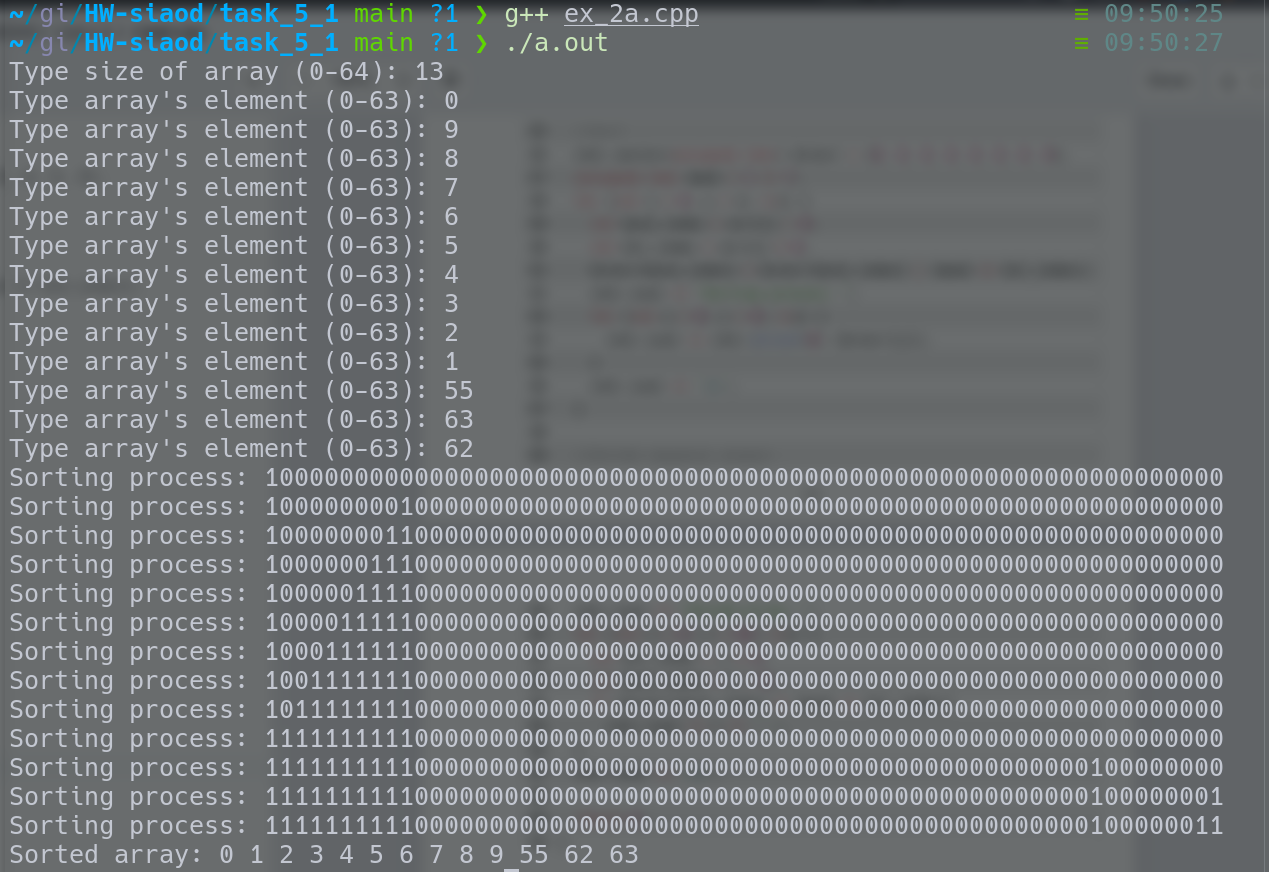 ~/gi/HW-siaod/task_5_1 main ?1 ❯ g++ ex_2a.cpp ≡ 09:50:25
~/gi/HW-siaod/task_5_1 main ?1 ❯ ./a.out ≡ 09:50:27
Type size of array (0-64): 13
Type array's element (0-63): 0
Type array's element (0-63): 9
Type array's element (0-63): 8
Type array's element (0-63): 7
Type array's element (0-63): 6
Type array's element (0-63): 5
Type array's element (0-63): 4
Type array's element (0-63): 3
Type array's element (0-63): 2
Type array's element (0-63): 1
Type array's element (0-63): 55
Type array's element (0-63): 63
Type array's element (0-63): 62
Sorting process: 1000000000000000000000000000000000000000000000000000000000000000
Sorting process: 1000000001000000000000000000000000000000000000000000000000000000
Sorting process: 1000000011000000000000000000000000000000000000000000000000000000
Sorting process: 1000000111000000000000000000000000000000000000000000000000000000
Sorting process: 1000001111000000000000000000000000000000000000000000000000000000
Sorting process: 1000011111000000000000000000000000000000000000000000000000000000
Sorting process: 1000111111000000000000000000000000000000000000000000000000000000
Sorting process: 1001111111000000000000000000000000000000000000000000000000000000
Sorting process: 1011111111000000000000000000000000000000000000000000000000000000
Sorting process: 1111111111000000000000000000000000000000000000000000000000000000
Sorting process: 1111111111000000000000000000000000000000000000000000000100000000
Sorting process: 1111111111000000000000000000000000000000000000000000000100000001
Sorting process: 1111111111000000000000000000000000000000000000000000000100000011
Sorted array: 0 1 2 3 4 5 6 7 8 9 55 62 63